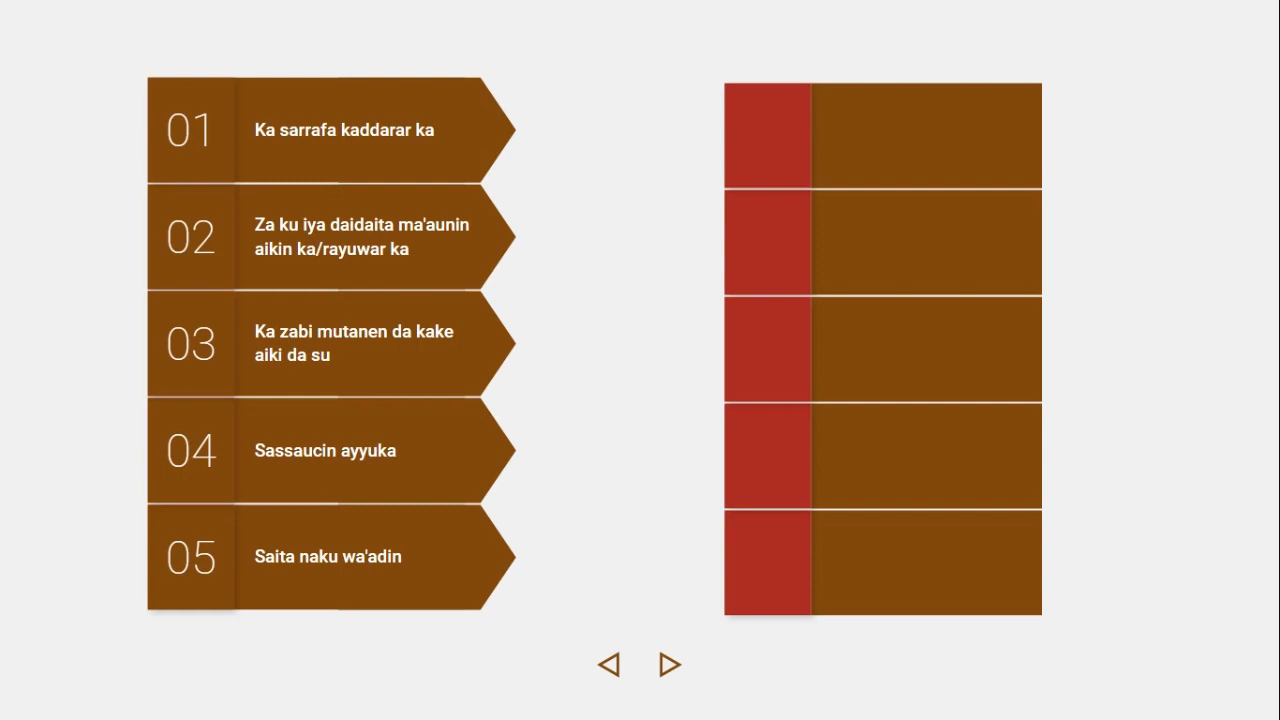 01
Ka sarrafa kaddarar ka
02
Za ku iya daidaita ma'aunin
aikin ka/rayuwar ka
03
Ka zabi mutanen da kake
aiki da su
04
Sassaucin ayyuka
05
Saita naku wa'adin